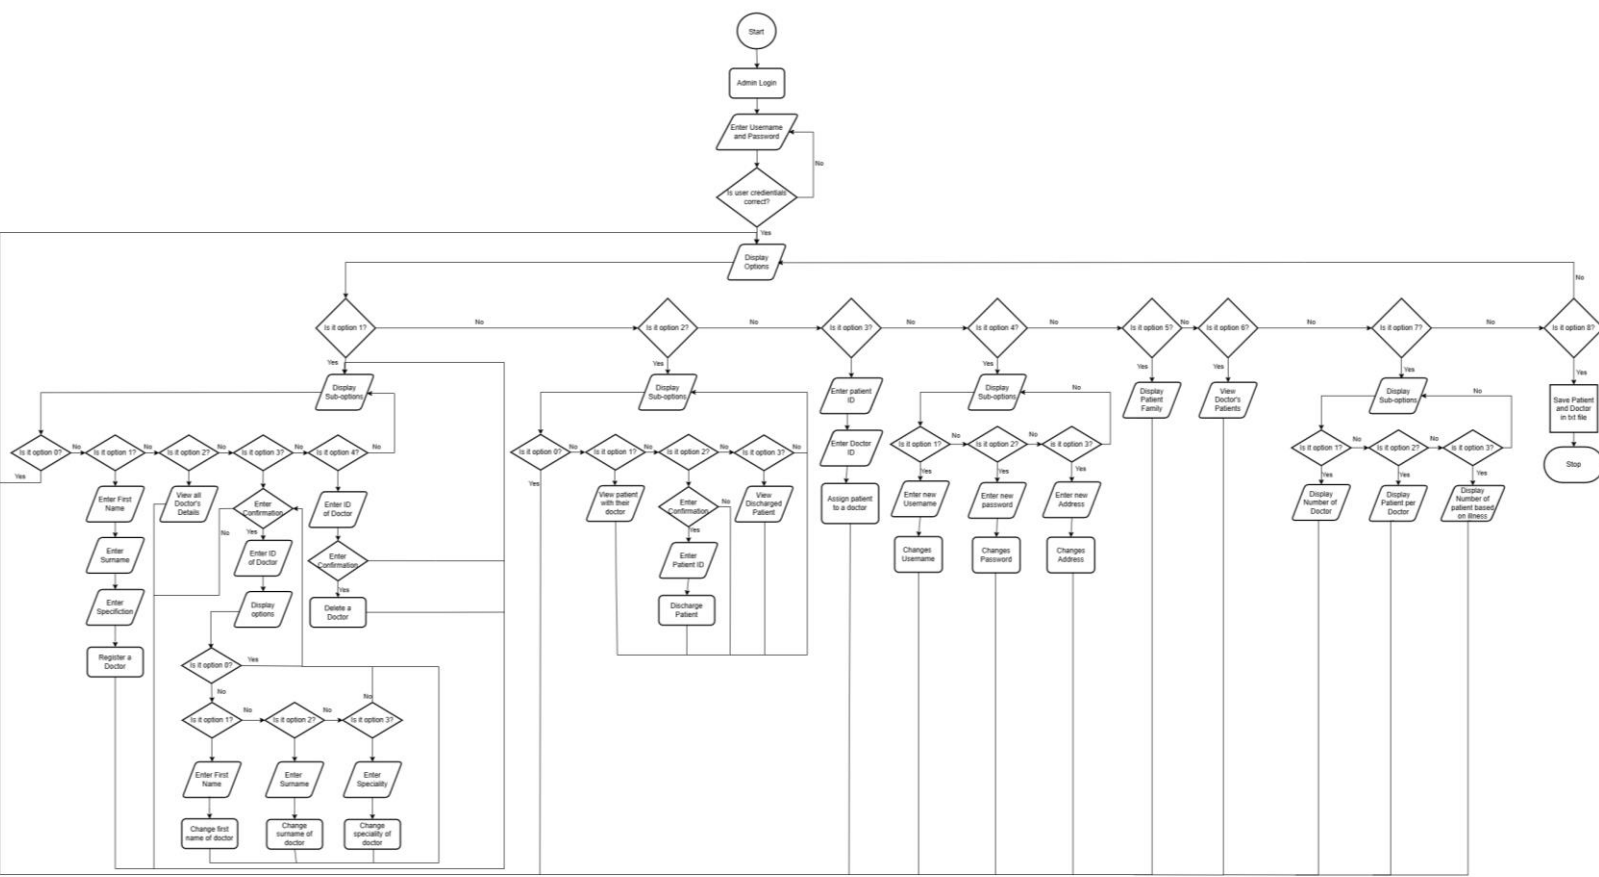 Start
Admin Login
Enter Username
and Password
No
Is user credentials
correct?
Yes
Display
Options
No
Is it option 1?
No
Is it option 2?
No
Is it option 3?
No
Is it option 4?
No
Is it option 5?
No
Is it option 6?
No
Is it option 7?
No
Is it option 8?
Yes
Yes
Yes
Yes
Yes
Yes
Yes
Display
Sub-options
Display
Sub-options
Enter patient
ID
Display
Sub-options
No
Display
Patient
Family
View
Doctor's
Patients
Display
Sub-options
No
Save Patient
and Doctor
in txt file
Is it option 0?
No
Is it option 1?
No
Is it option 2?
No
Is it option 3?
No
Is it option 4?
No
Is it option 0?
No
Is it option 1?
No
Is it option 2?
No
Is it option 3?
No
Enter Doctor
ID
Is it option 1?
No
Is it option 2?
No
Is it option 3?
Is it option 1?
No
Is it option 2?
No
Is it option 3?
Stop
Yes
Yes
Yes
Yes
Yes
Yes
Yes
Yes
Enter First
Name
View all
Doctor's
Details
Enter
Confirmation
Enter ID
of Doctor
View patient
with their
doctor
Enter
Confirmation
No
View
Discharged
Patient
Assign patient
to a doctor
Enter new
Username
Enter new
password
Enter new
Address
Display
Number of
Doctor
Display
Patient per
Doctor
Display
Number of
patient based
on illness
No
Yes
Yes
Enter
Surname
Enter ID
of Doctor
Enter
Confirmation
Enter
Patient ID
Changes
Username
Changes
Password
Changes
Address
Yes
Enter
Specifiction
Display
options
Delete a
Doctor
Discharge
Patient
Register a
Doctor
Is it option 0?
Yes
No
No
Is it option 1?
No
Is it option 2?
No
Is it option 3?
Enter First
Name
Enter
Surname
Enter
Speciality
Change first
name of doctor
Change
surname of
doctor
Change
speciality of
doctor